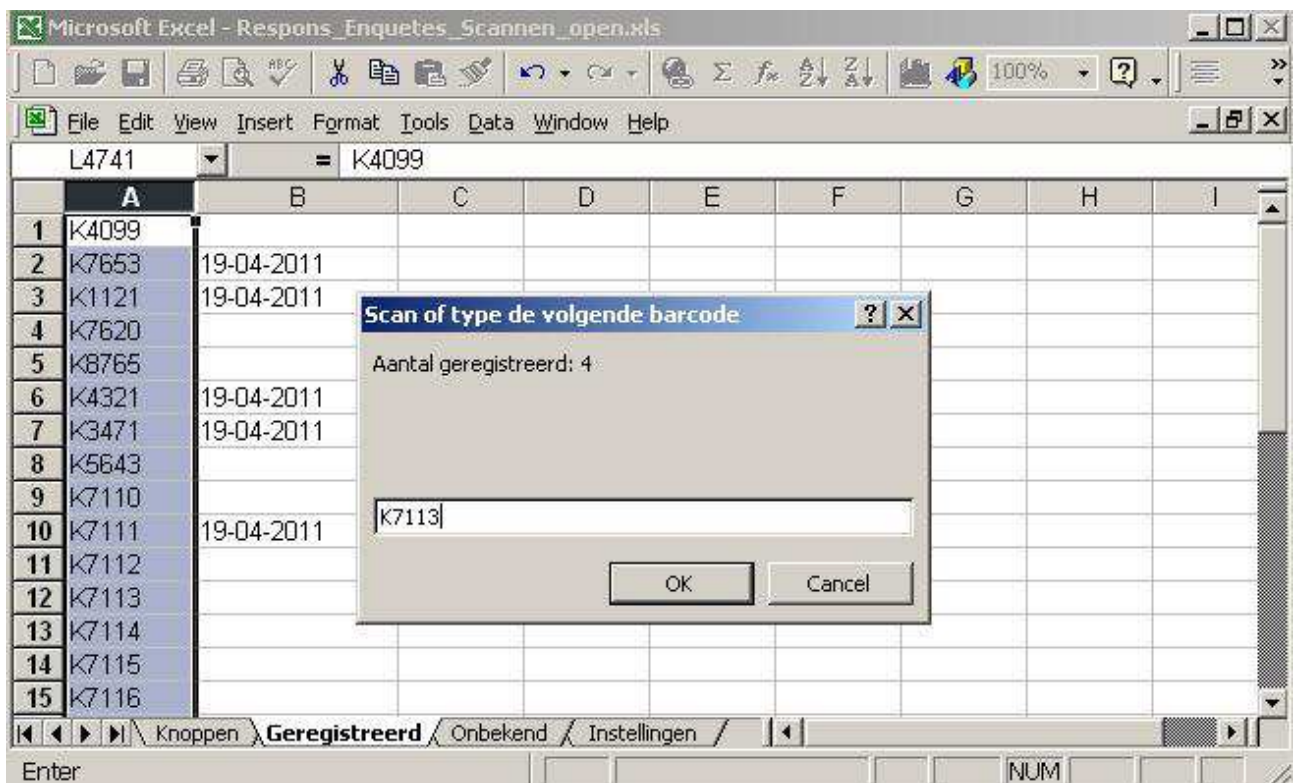 Microsoft Excel - Respons_Enquetes_Scannen_open.xls
100%
File Edit View Insert Format Tools Data Window Help
L4741 = K4099
A B C D E F G H I
1 K4099
2 K7653 19-04-2011
3 K1121 19-04-2011
4 K7620
5 K8765
6 K4321 19-04-2011
7 K3471 19-04-2011
8 K5643
9 K7110
10 K7111 19-04-2011
11 K7112
12 K7113
13 K7114
14 K7115
15 K7116
Scan of type de volgende barcode
Aantal geregistreerd: 4
K7113
OK Cancel
Knoppen Geregistreerd Onbekend Instellingen
Enter NUM